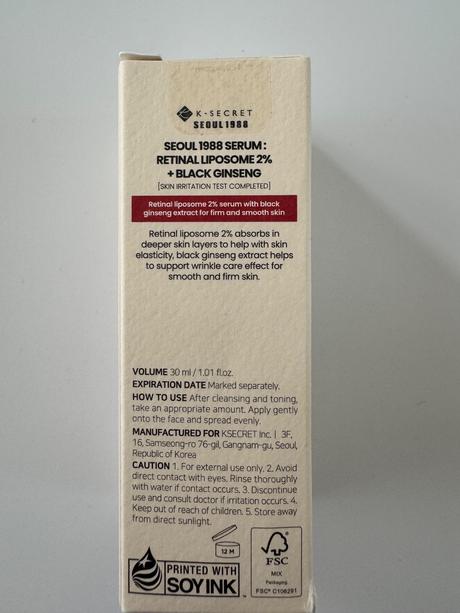 K-SECRET
SEOUL1988
SEOUL 1988 SERUM :
RETINAL LIPOSOME 2%
+ BLACK GINSENG
[SKIN IRRITATION TEST COMPLETED]
Retinal liposome 2% serum with black
ginseng extract for firm and smooth skin
Retinal liposome 2% absorbs in
deeper skin layers to help with skin
elasticity, black ginseng extract helps
to support wrinkle care effect for
smooth and firm skin.
VOLUME 30 ml / 1.01 fl.oz.
EXPIRATION DATE Marked separately.
HOW TO USE After cleansing and toning,
take an appropriate amount. Apply gently
onto the face and spread evenly.
MANUFACTURED FOR KSECRET Inc. | 3F,
16, Samseong-ro 76-gil, Gangnam-gu, Seoul,
Republic of Korea
CAUTION 1. For external use only. 2. Avoid
direct contact with eyes. Rinse thoroughly
with water if contact occurs. 3. Discontinue
use and consult doctor if irritation occurs. 4.
Keep out of reach of children. 5. Store away
from direct sunlight.
12 M
PRINTED WITH
SOY INK
FSC
MIX
Packaging
FSC® C106291